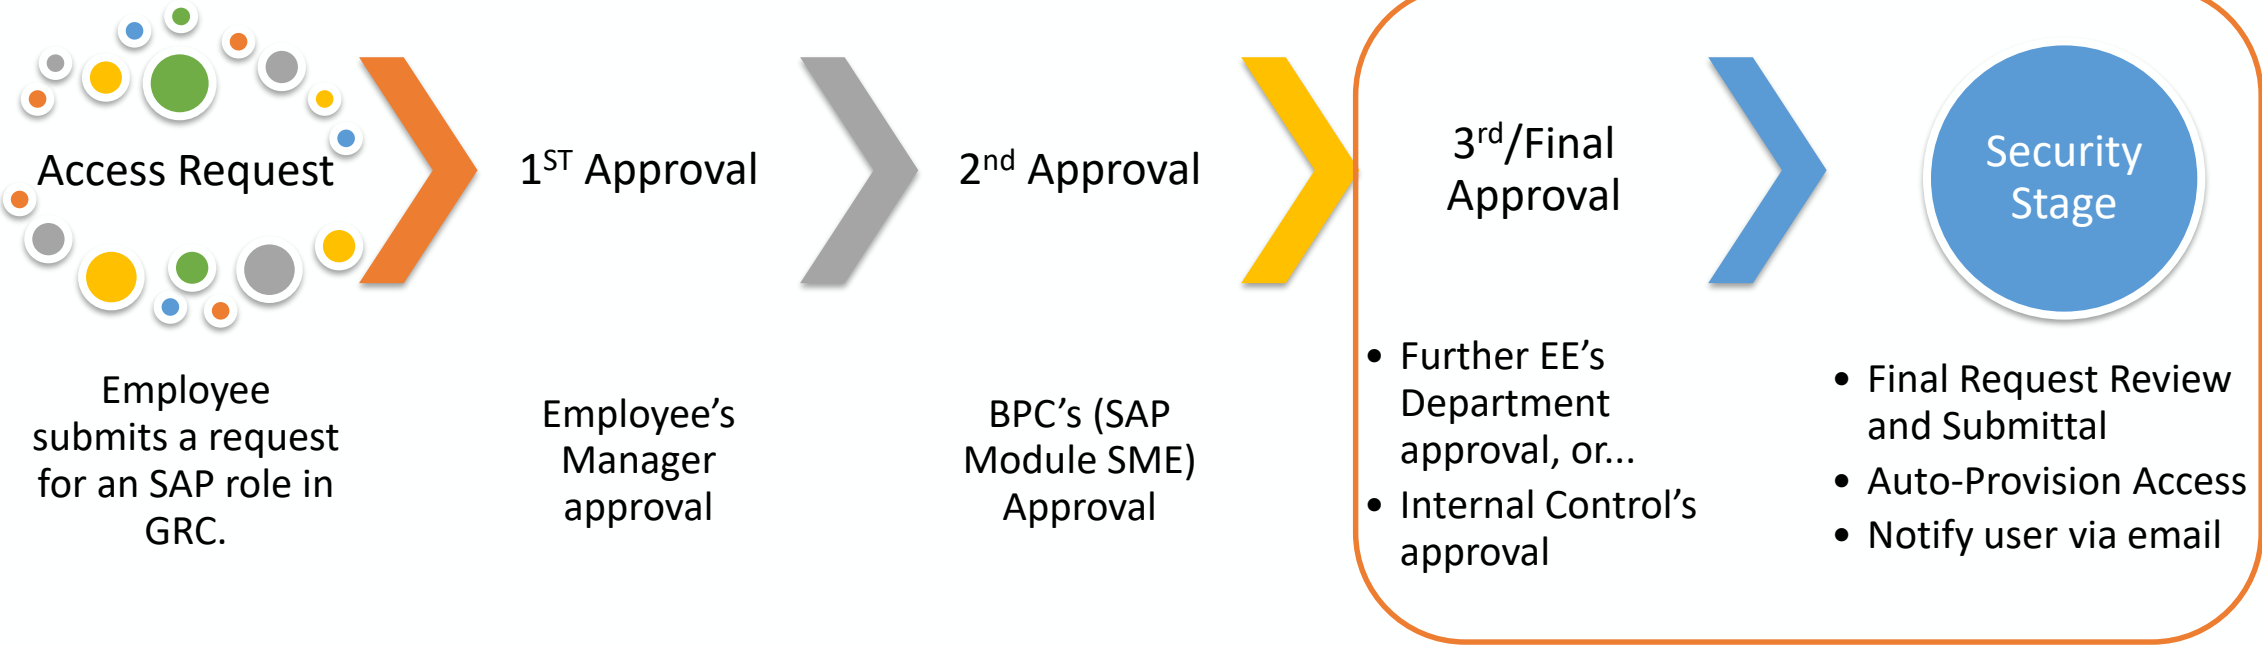 Access Request
1ST Approval
2nd Approval
3rd/Final
Approval
Security
Stage
Employee
submits a request
for an SAP role in
GRC.
Employee’s
Manager
approval
BPC’s (SAP
Module SME)
Approval
• Further EE’s
Department
approval, or...
• Internal Control’s
approval
• Final Request Review
and Submittal
• Auto-Provision Access
• Notify user via email